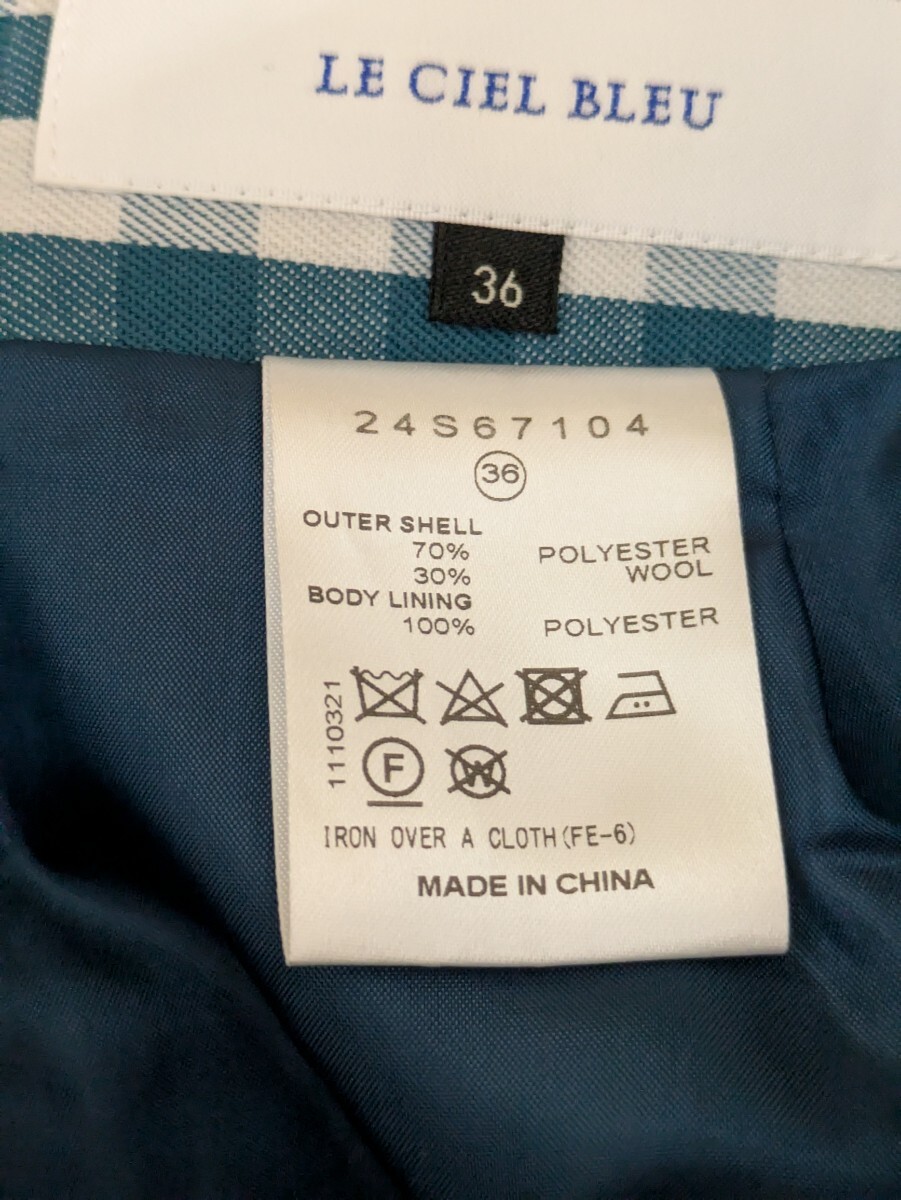 LE CIEL BLEU
36
24S67104
36
OUTER SHELL
70% POLYESTER
30% WOOL
BODY LINING
100% POLYESTER
1110321
F W
IRON OVER A CLOTH(FE-6)
MADE IN CHINA